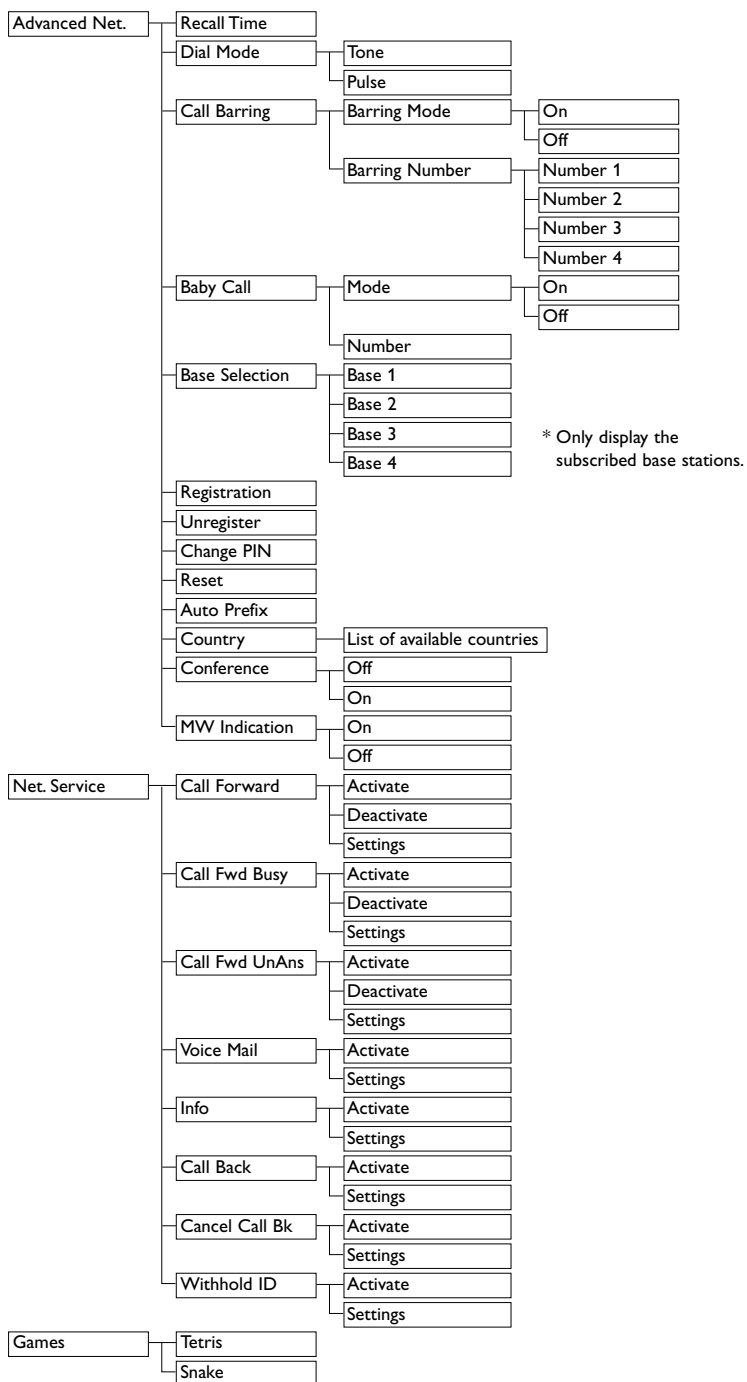 Advanced Net.
Recall Time
Dial Mode
Tone
Pulse
Call Barring
Barring Mode
On
Off
Barring Number
Number 1
Number 2
Number 3
Number 4
Baby Call
Mode
On
Off
Number
Base Selection
Base 1
Base 2
Base 3
Base 4
* Only display the
subscribed base stations.
Registration
Unregister
Change PIN
Reset
Auto Prefix
Country
List of available countries
Conference
Off
On
MW Indication
On
Off
Net. Service
Call Forward
Activate
Deactivate
Settings
Call Fwd Busy
Activate
Deactivate
Settings
Call Fwd UnAns
Activate
Deactivate
Settings
Voice Mail
Activate
Settings
Info
Activate
Settings
Call Back
Activate
Settings
Cancel Call Bk
Activate
Settings
Withhold ID
Activate
Settings
Games
Tetris
Snake